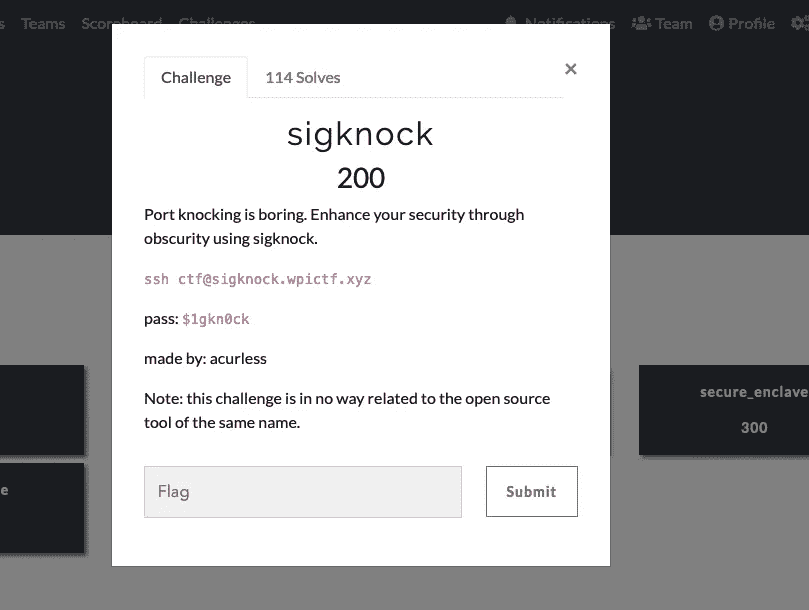 s Teams Scoreboard Challenges Notifications Team Profile
Challenge 114 Solves ×
sigknock
200
Port knocking is boring. Enhance your security through
obscurity using sigknock.
ssh ctf@sigknock.wpictf.xyz
pass: $1gkn0ck
made by: acurless
Note: this challenge is in no way related to the open source
tool of the same name.
secure_enclave
300
e
Flag Submit